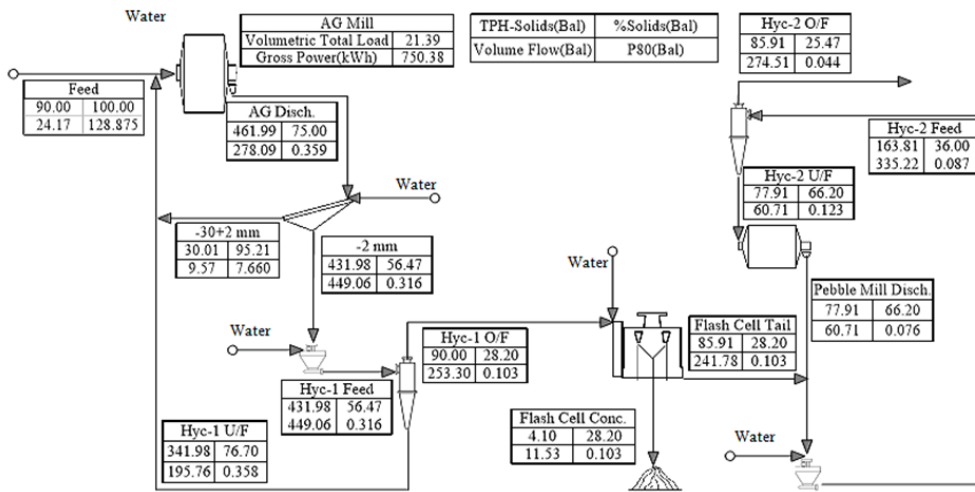 Water
AG Mill
Volumetric Total Load 21.39
Gross Power(kWh) 750.38
TPH-Solids(Bal) %Solids(Bal)
Volume Flow(Bal) P80(Bal)
Hyc-2 O/F
85.91 25.47
274.51 0.044
Feed
90.00 100.00
24.17 128.875
AG Disch.
461.99 75.00
278.09 0.359
Hyc-2 Feed
163.81 36.00
335.22 0.087
Water
Hyc-2 U/F
77.91 66.20
60.71 0.123
-30+2 mm
30.01 95.21
9.57 7.660
-2 mm
431.98 56.47
449.06 0.316
Water
Pebble Mill Disch.
77.91 66.20
60.71 0.076
Water
Hyc-1 O/F
90.00 28.20
253.30 0.103
Flash Cell Tail
85.91 28.20
241.78 0.103
Hyc-1 Feed
431.98 56.47
449.06 0.316
Hyc-1 U/F
341.98 76.70
195.76 0.358
Flash Cell Conc.
4.10 28.20
11.53 0.103
Water